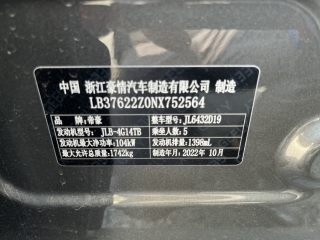 中国 浙江豪情汽车制造有限公司 制造
LB37622Z0NX752564
品牌:帝豪 整车型号:JL6432D19
发动机型号:JLB-4G14TB 乘坐人数:5
发动机最大净功率:104kW 发动机排量:1398mL
最大允许总质量:1742kg 制造年月:2022年10月